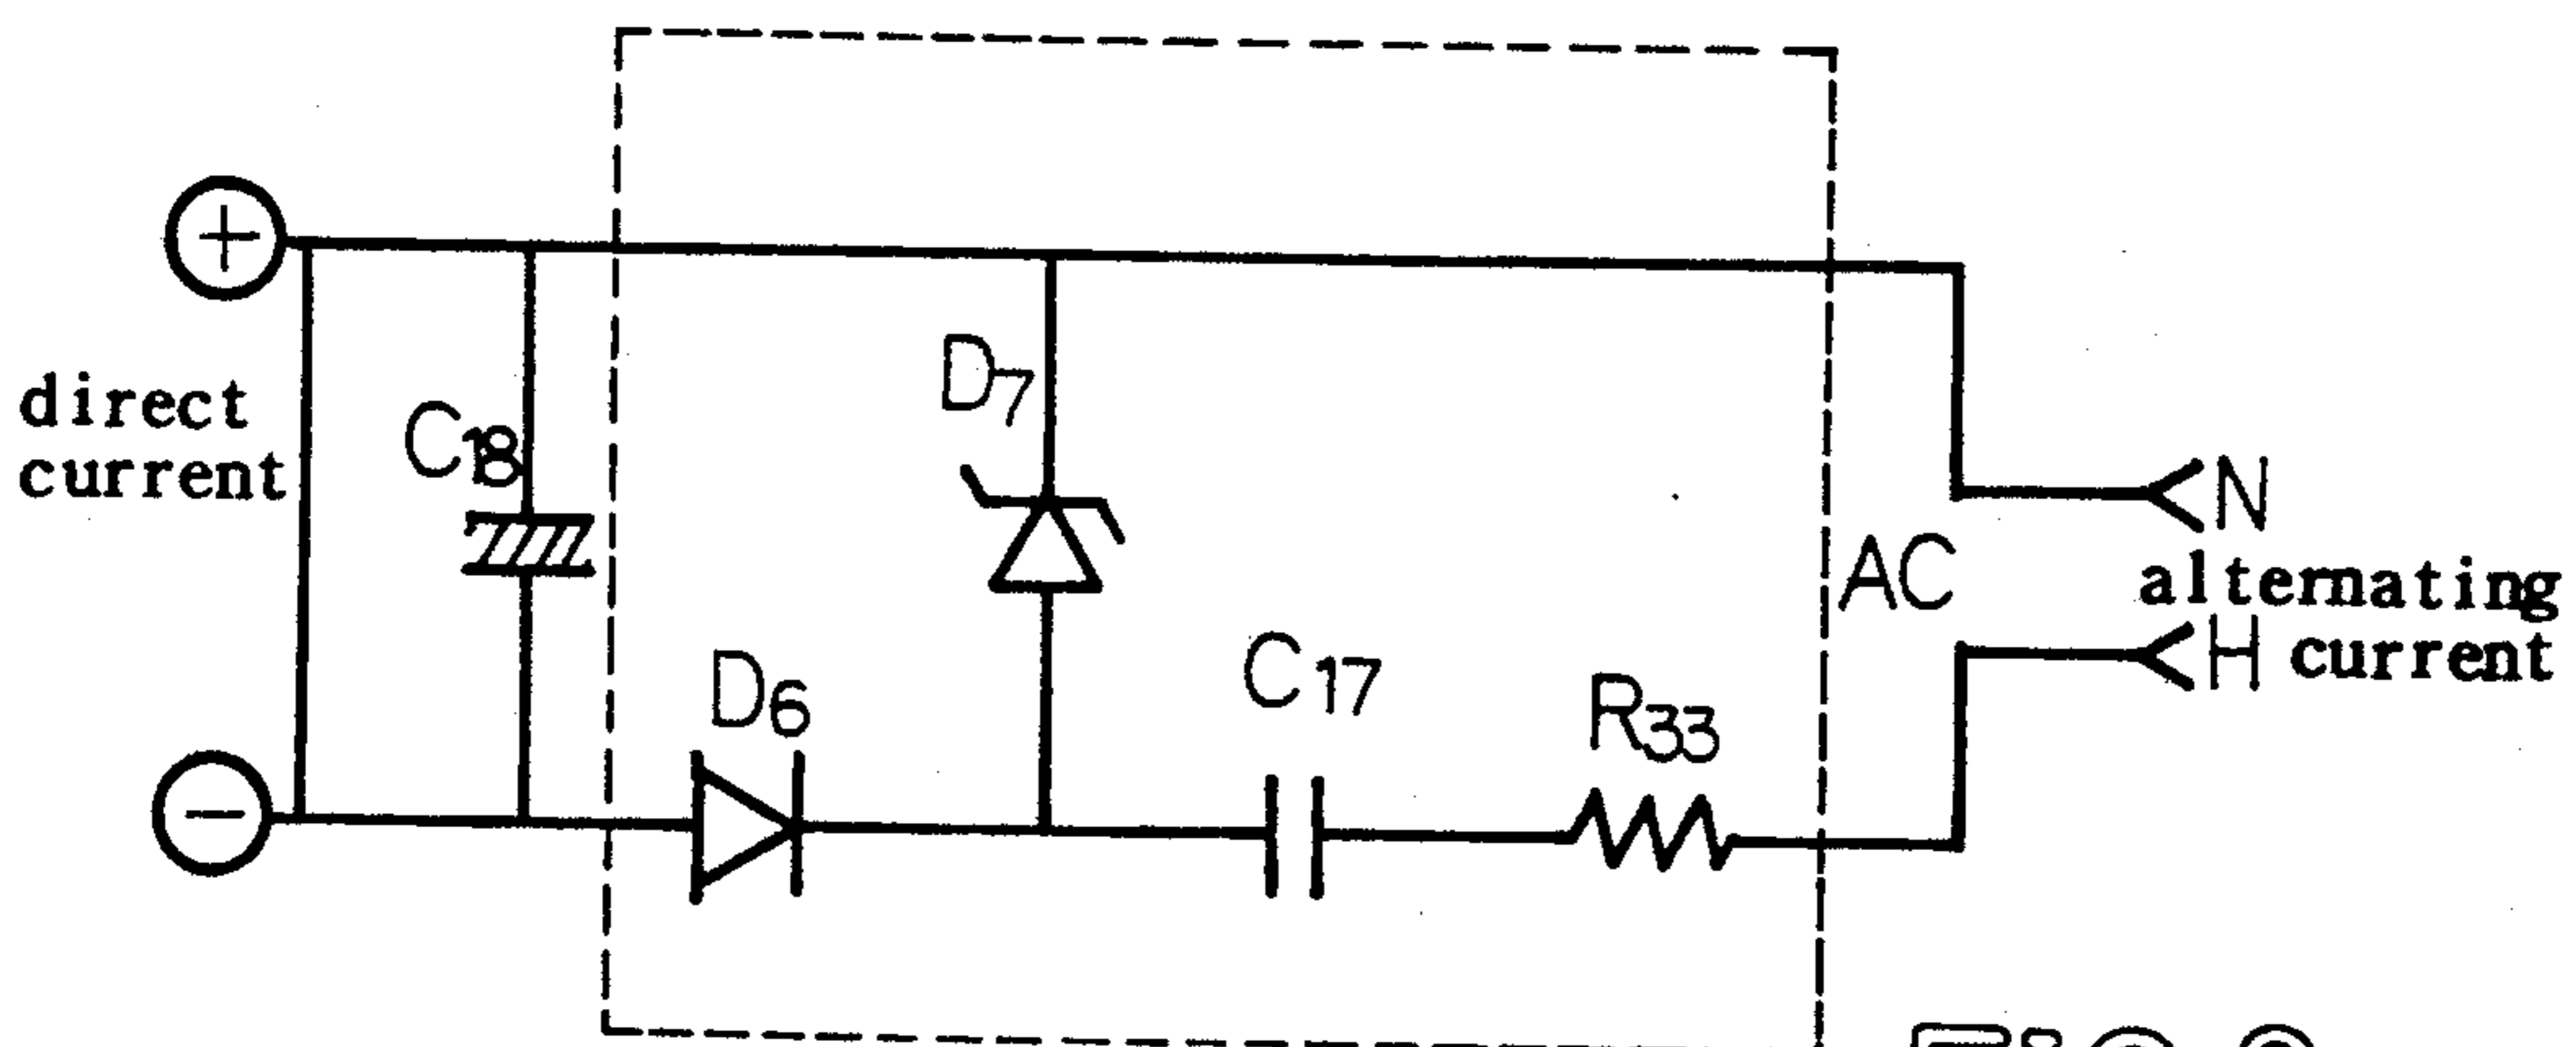 +
direct
current
C18
D7
D6
C17
R33
AC
N
alternating
H current
−